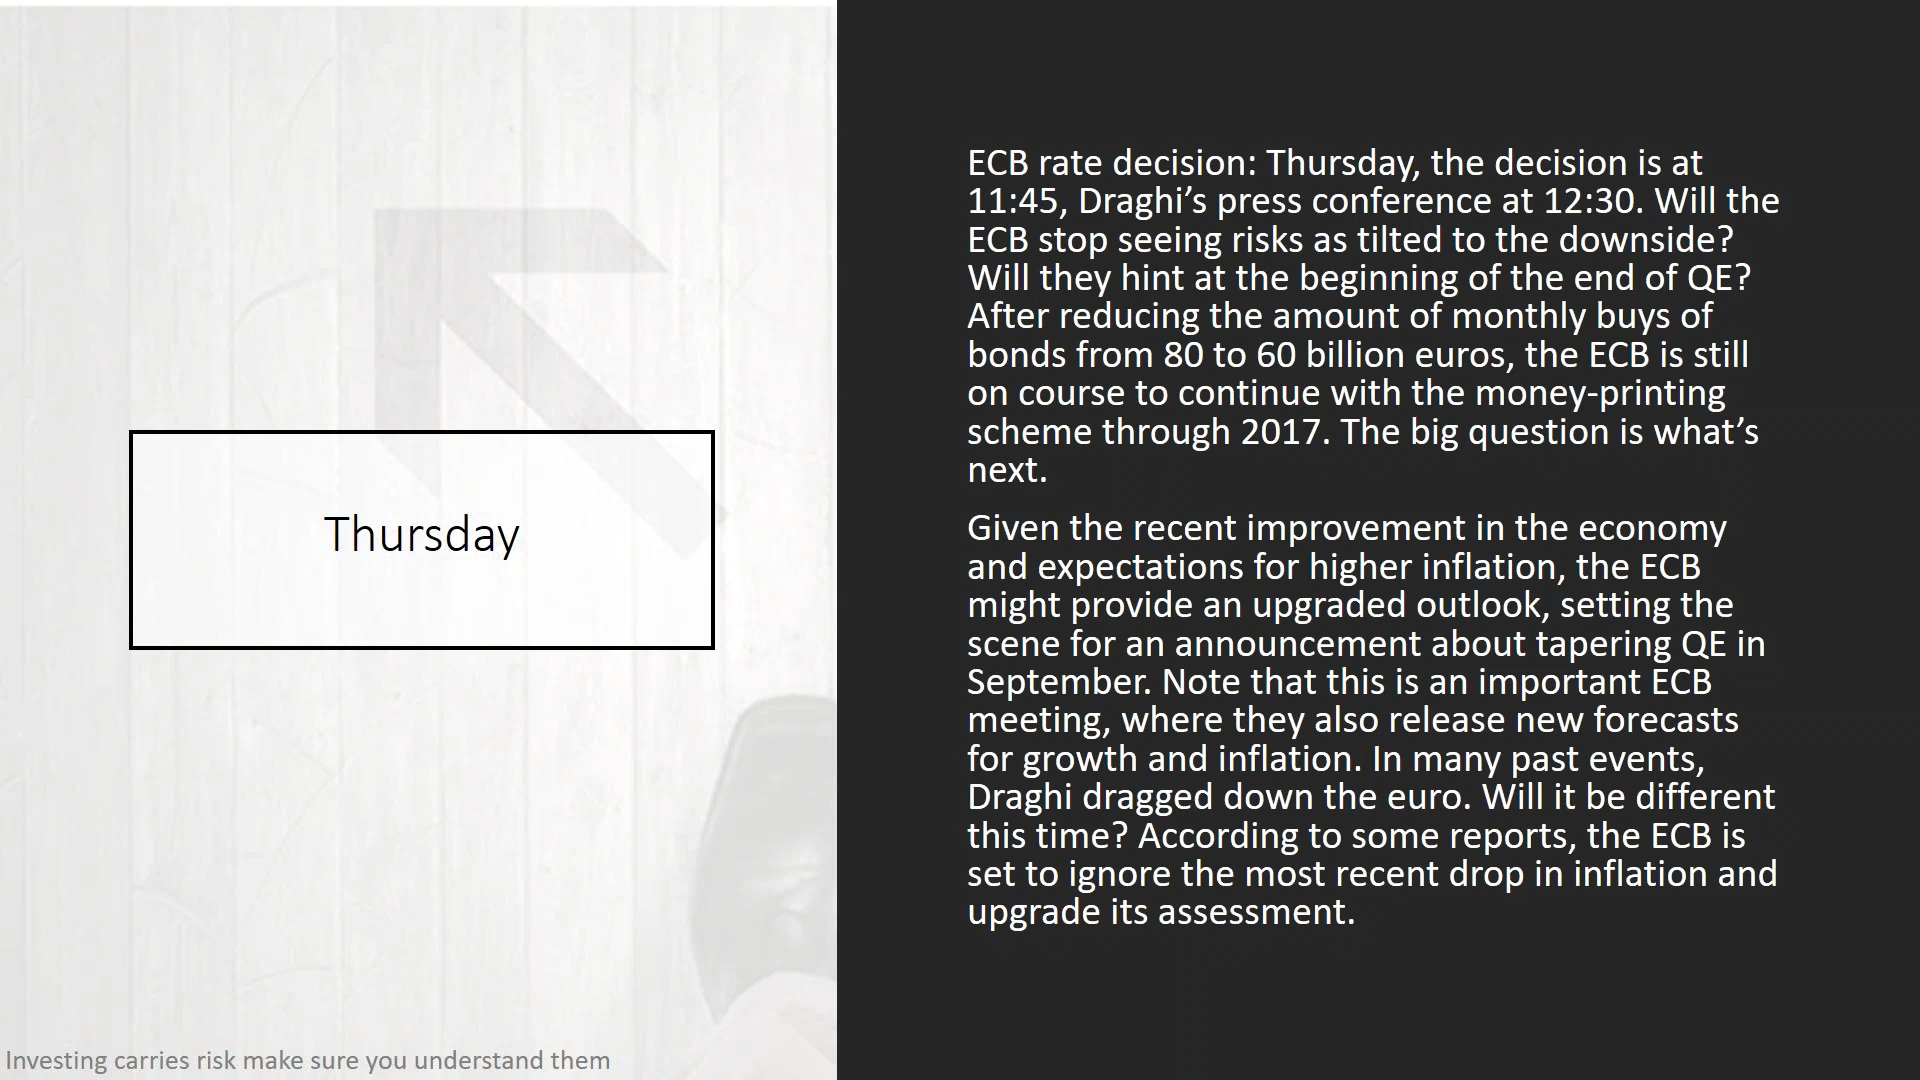 Thursday
ECB rate decision: Thursday, the decision is at
11:45, Draghi’s press conference at 12:30. Will the
ECB stop seeing risks as tilted to the downside?
Will they hint at the beginning of the end of QE?
After reducing the amount of monthly buys of
bonds from 80 to 60 billion euros, the ECB is still
on course to continue with the money-printing
scheme through 2017. The big question is what’s
next.
Given the recent improvement in the economy
and expectations for higher inflation, the ECB
might provide an upgraded outlook, setting the
scene for an announcement about tapering QE in
September. Note that this is an important ECB
meeting, where they also release new forecasts
for growth and inflation. In many past events,
Draghi dragged down the euro. Will it be different
this time? According to some reports, the ECB is
set to ignore the most recent drop in inflation and
upgrade its assessment.
Investing carries risk make sure you understand them